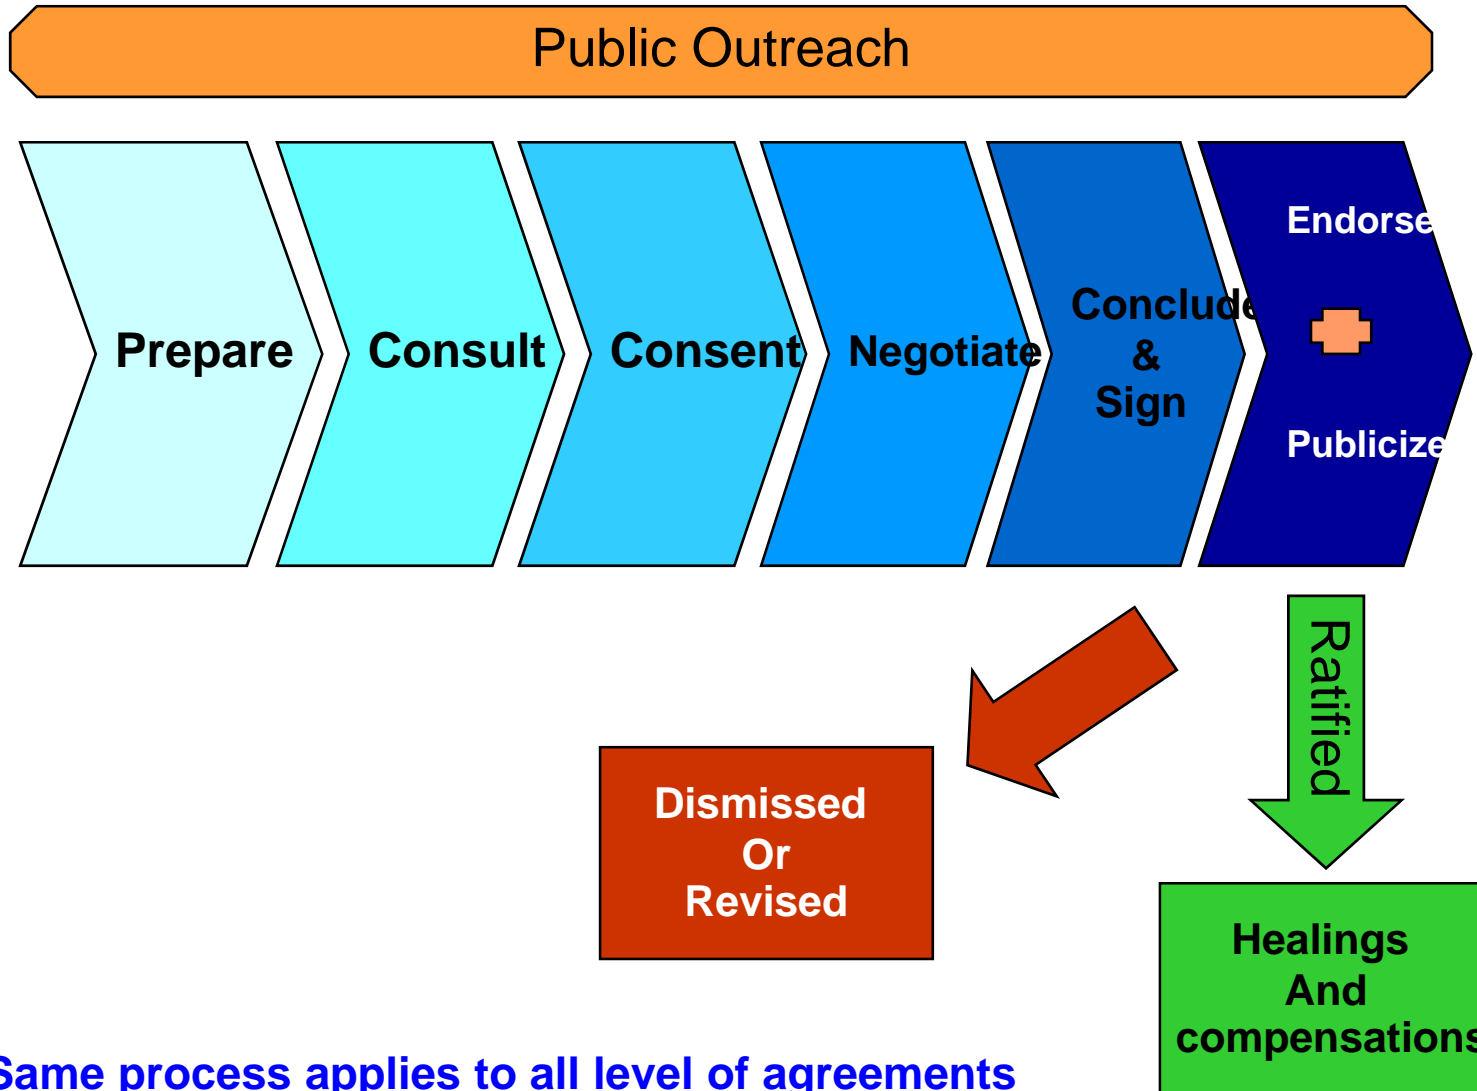 Public Outreach
Prepare
Consult
Consent
Negotiate
Conclude
&
Sign
Endorse
Publicize
Ratified
Dismissed
Or
Revised
Healings
And
compensations
Same process applies to all level of agreements